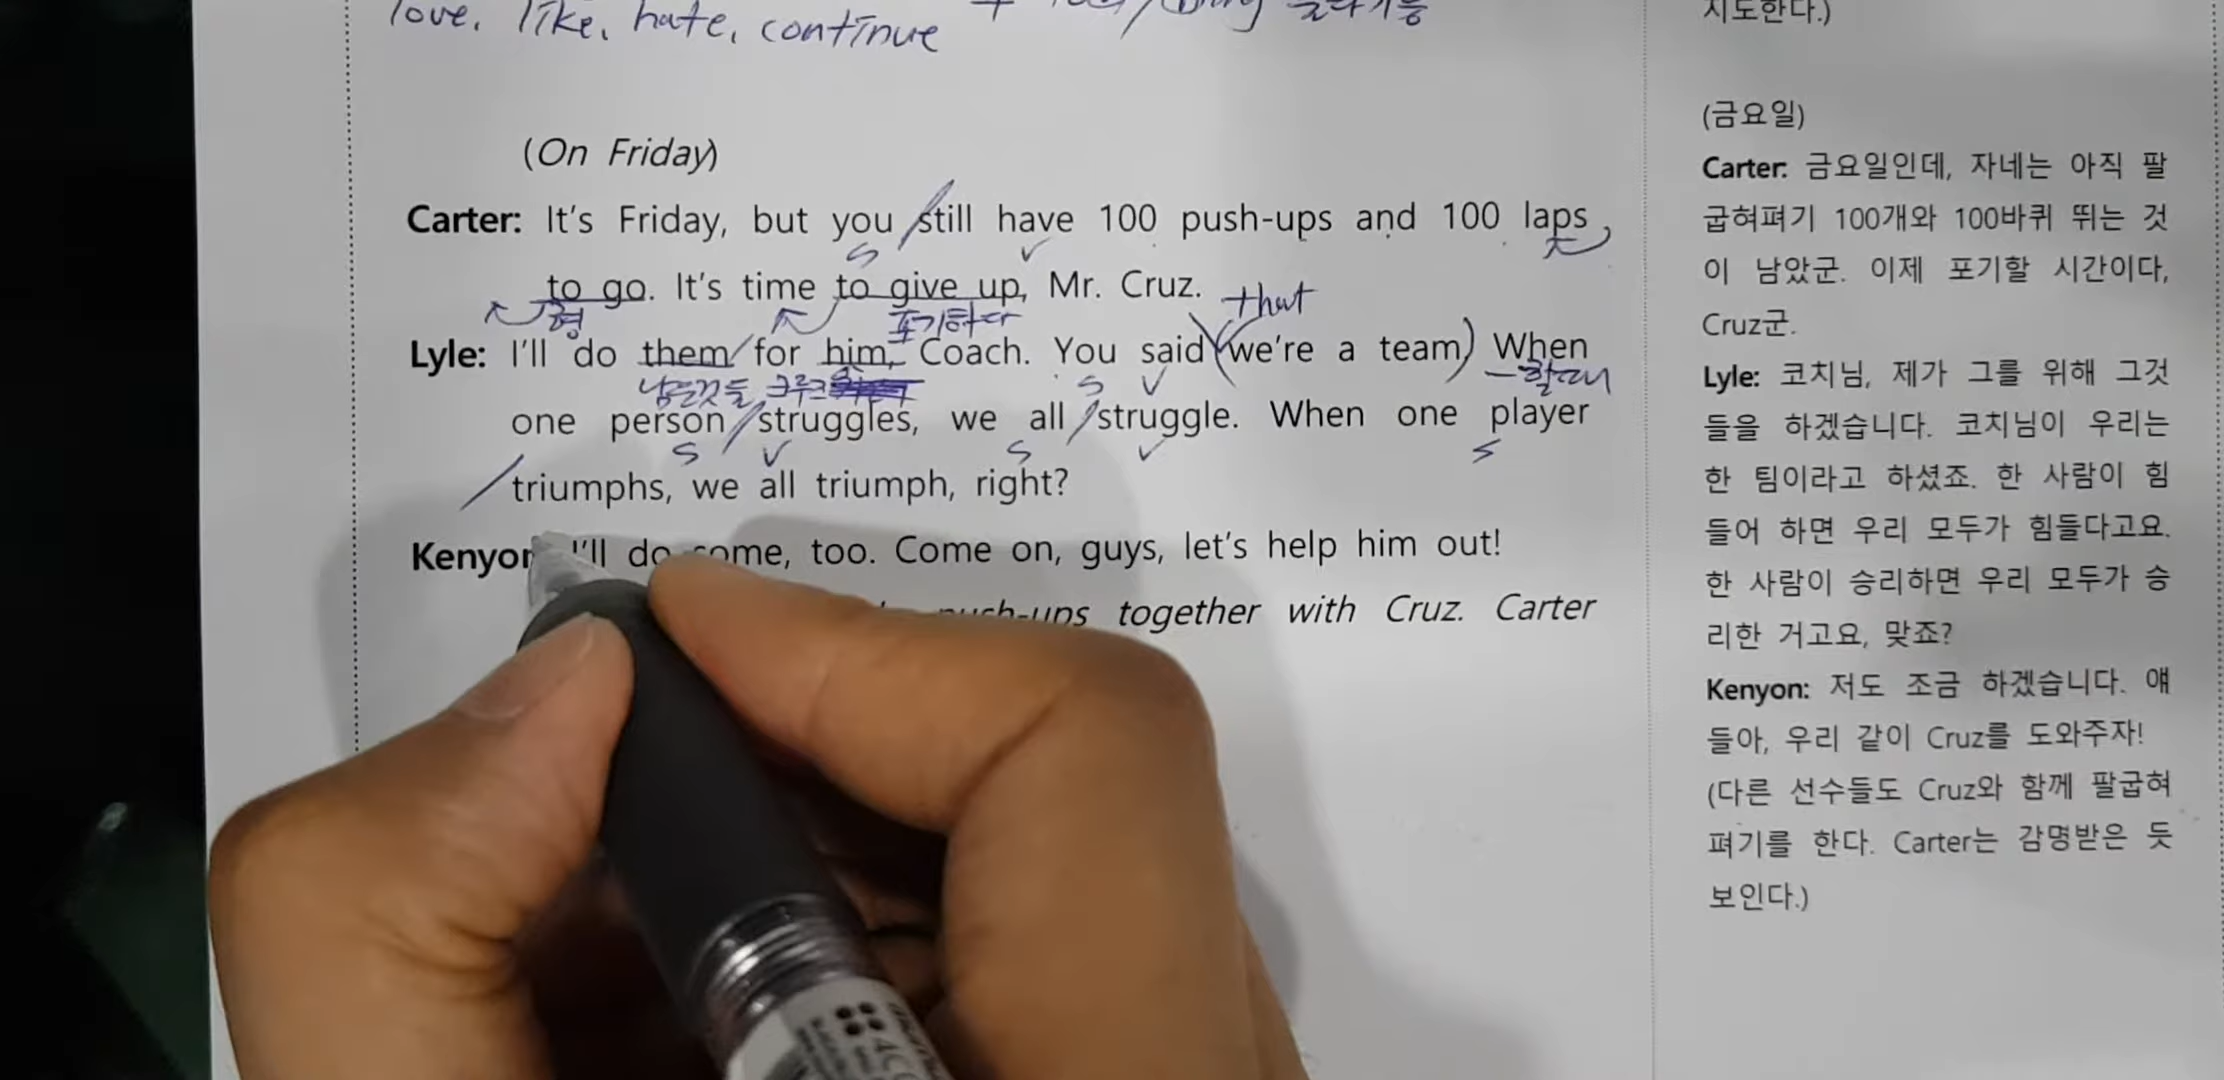 love, like, hate, continue +
(On Friday)
Carter: It's Friday, but you still have 100 push-ups and 100 laps
S V
to go. It's time to give up, Mr. Cruz.
형 포기하다 that
Lyle: I'll do them for him, Coach. You said (we're a team) When
남은것들 크루즈 S V ~할때
one person struggles, we all struggle. When one player
S V S V S
triumphs, we all triumph, right?
Kenyon I'll do some, too. Come on, guys, let's help him out!
push-ups together with Cruz. Carter
지도한다.)
(금요일)
Carter: 금요일인데, 자네는 아직 팔
굽혀펴기 100개와 100바퀴 뛰는 것
이 남았군. 이제 포기할 시간이다,
Cruz군.
Lyle: 코치님, 제가 그를 위해 그것
들을 하겠습니다. 코치님이 우리는
한 팀이라고 하셨죠. 한 사람이 힘
들어 하면 우리 모두가 힘들다고요.
한 사람이 승리하면 우리 모두가 승
리한 거고요, 맞죠?
Kenyon: 저도 조금 하겠습니다. 얘
들아, 우리 같이 Cruz를 도와주자!
(다른 선수들도 Cruz와 함께 팔굽혀
펴기를 한다. Carter는 감명받은 듯
보인다.)